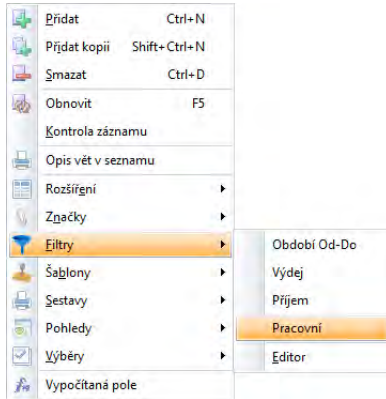 Přidat Ctrl+N
Přidat kopii Shift+Ctrl+N
Smazat Ctrl+D
Obnovit F5
Kontrola záznamu
Opis vět v seznamu
Rozšíření
Značky
Filtry
Období Od-Do
Šablony
Výdej
Sestavy
Příjem
Pohledy
Pracovní
Výběry
Editor
Vypočítaná pole